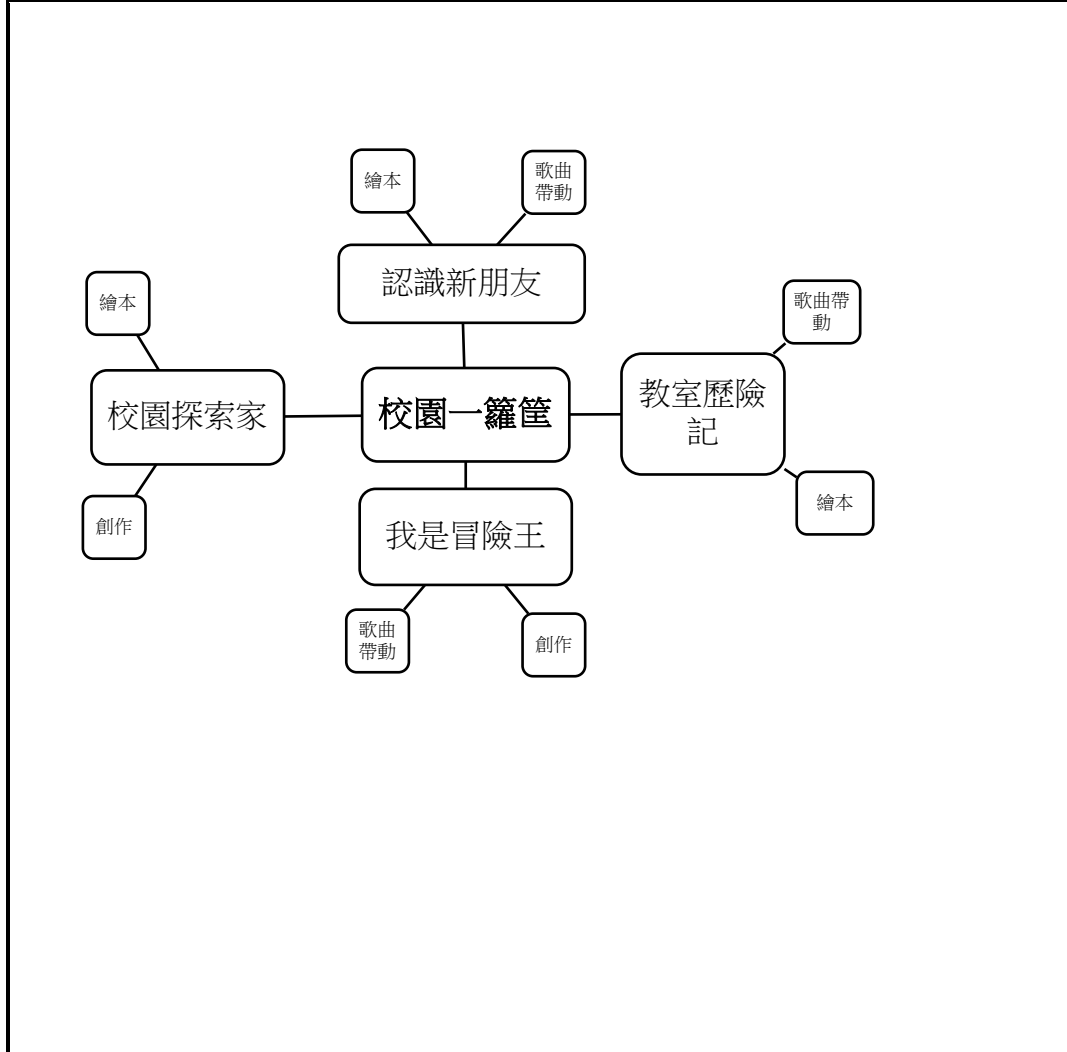 繪本
歌曲
帶動
認識新朋友
繪本
歌曲帶
動
校園探索家
校園一籮筐
教室歷險
記
創作
繪本
我是冒險王
歌曲
帶動
創作